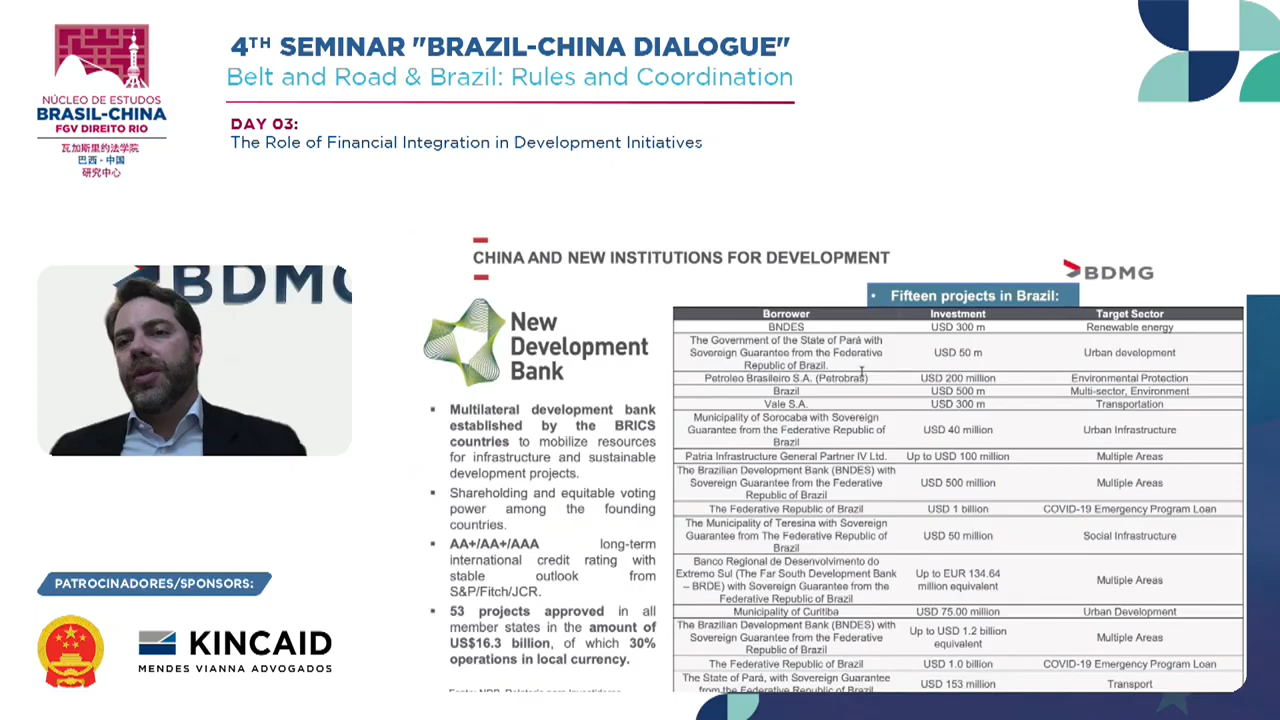 4TH SEMINAR "BRAZIL-CHINA DIALOGUE"
Belt and Road & Brazil: Rules and Coordination
DAY 03:
The Role of Financial Integration in Development Initiatives
NÚCLEO DE ESTUDOS
BRASIL-CHINA
FGV DIREITO RIO
瓦加斯里约法学院
巴西-中国
研究中心
BDMG
PATROCINADORES/SPONSORS:
KINCAID
MENDES VIANNA ADVOGADOS
CHINA AND NEW INSTITUTIONS FOR DEVELOPMENT
BDMG
New
Development
Bank
▪ Multilateral development bank
established by the BRICS
countries to mobilize resources
for infrastructure and sustainable
development projects.
▪ Shareholding and equitable voting
power among the founding
countries.
▪ AA+/AA+/AAA long-term
international credit rating with
stable outlook from
S&P/Fitch/JCR.
▪ 53 projects approved in all
member states in the amount of
US$16.3 billion, of which 30%
operations in local currency.
• Fifteen projects in Brazil:
Borrower Investment Target Sector
BNDES USD 300 m Renewable energy
The Government of the State of Pará with
Sovereign Guarantee from the Federative
Republic of Brazil.
USD 50 m Urban development
Petroleo Brasileiro S.A. (Petrobras) USD 200 million Environmental Protection
Brazil USD 500 m Multi-sector, Environment
Vale S.A. USD 300 m Transportation
Municipality of Sorocaba with Sovereign
Guarantee from the Federative Republic of
Brazil
USD 40 million Urban Infrastructure
Patria Infrastructure General Partner IV Ltd. Up to USD 100 million Multiple Areas
The Brazilian Development Bank (BNDES) with
Sovereign Guarantee from the Federative
Republic of Brazil
USD 500 million Multiple Areas
The Federative Republic of Brazil USD 1 billion COVID-19 Emergency Program Loan
The Municipality of Teresina with Sovereign
Guarantee from The Federative Republic of
Brazil
USD 50 million Social Infrastructure
Banco Regional de Desenvolvimento do
Extremo Sul (The Far South Development Bank
– BRDE) with Sovereign Guarantee from the
Federative Republic of Brazil
Up to EUR 134.64
million equivalent
Multiple Areas
Municipality of Curitiba USD 75.00 million Urban Development
The Brazilian Development Bank (BNDES) with
Sovereign Guarantee from the Federative
Republic of Brazil
Up to USD 1.2 billion
equivalent
Multiple Areas
The Federative Republic of Brazil USD 1.0 billion COVID-19 Emergency Program Loan
The State of Pará, with Sovereign Guarantee
from the Federative Republic of Brazil
USD 153 million Transport